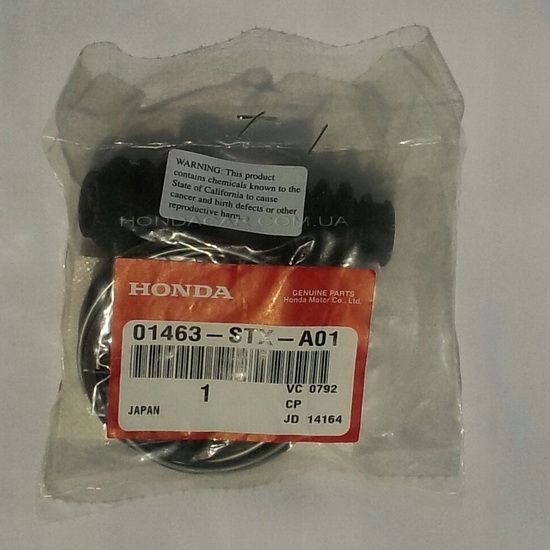 WARNING: This product
contains chemicals known to the
State of California to cause
cancer and birth defects or other
reproductive harm.
HONDACAR.COM.UA
HONDA
GENUINE PARTS
Honda Motor Co., Ltd.
01463-STX-A01
1
VC 0792
CP
JAPAN
JD 14164